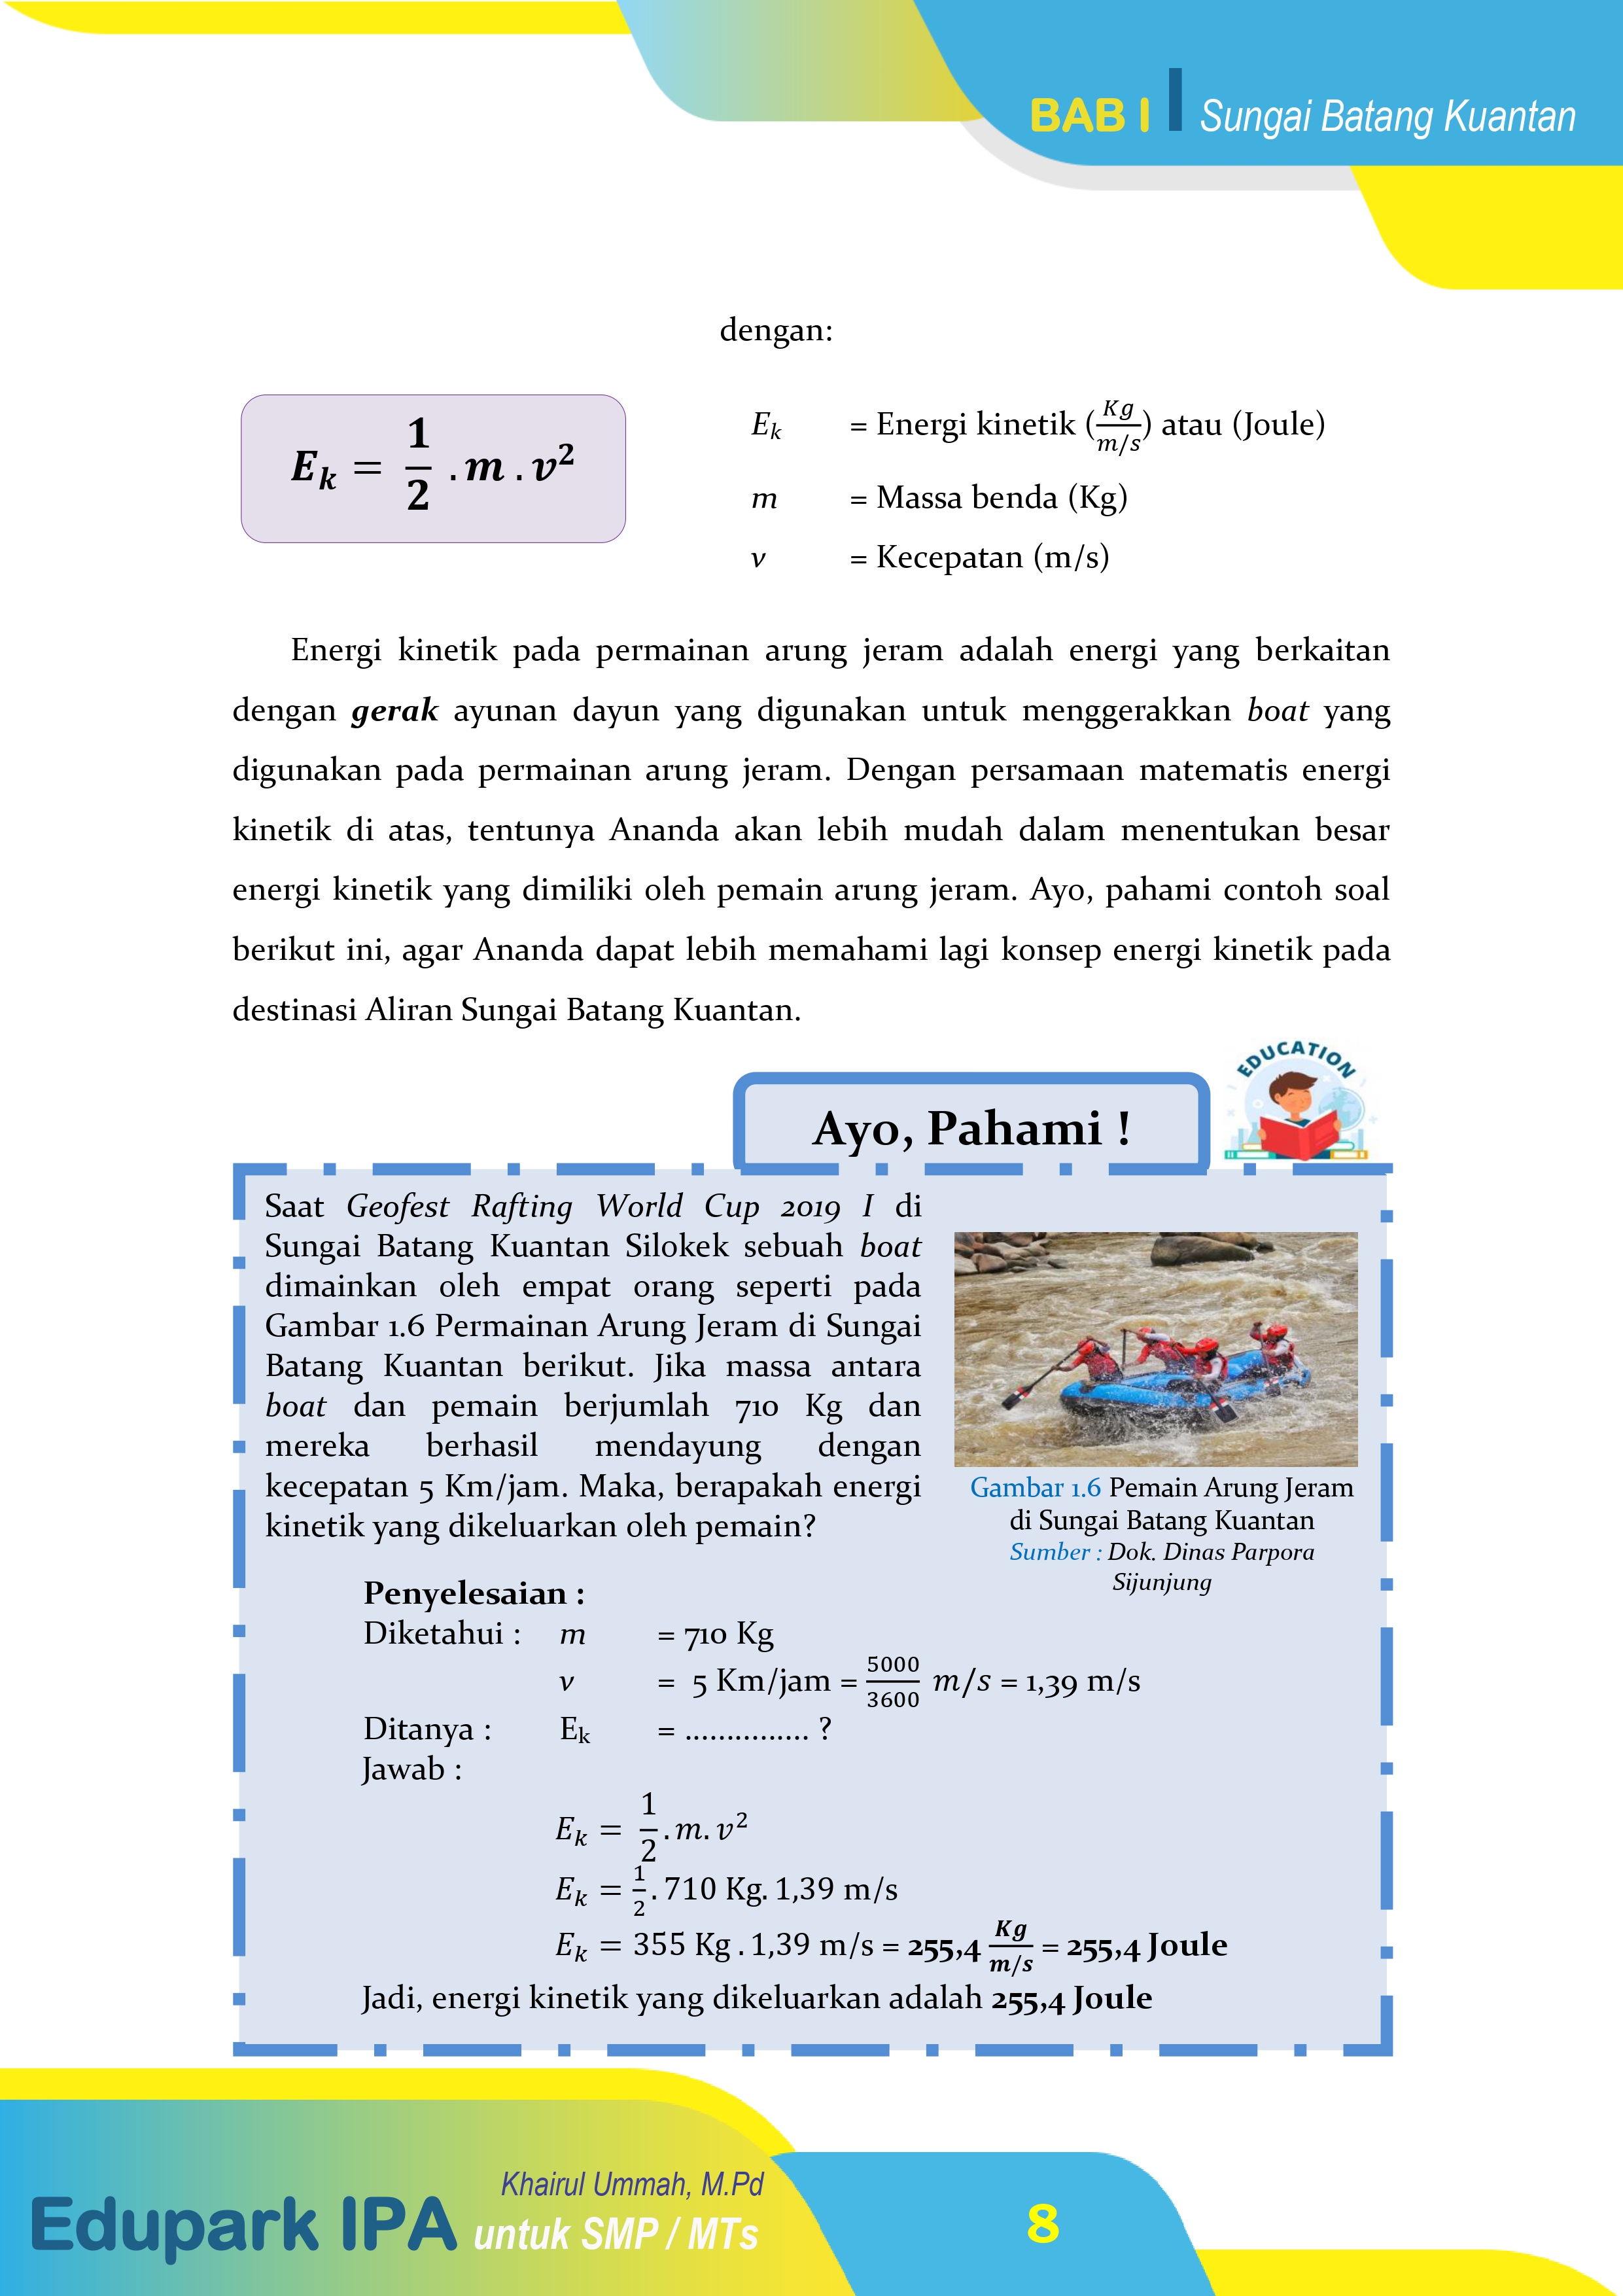 BAB I Sungai Batang Kuantan
dengan:
E_k = 1/2 . m . v²
E_k = Energi kinetik (Kg/m/s) atau (Joule)
m = Massa benda (Kg)
v = Kecepatan (m/s)
Energi kinetik pada permainan arung jeram adalah energi yang berkaitan
dengan gerak ayunan dayun yang digunakan untuk menggerakkan boat yang
digunakan pada permainan arung jeram. Dengan persamaan matematis energi
kinetik di atas, tentunya Ananda akan lebih mudah dalam menentukan besar
energi kinetik yang dimiliki oleh pemain arung jeram. Ayo, pahami contoh soal
berikut ini, agar Ananda dapat lebih memahami lagi konsep energi kinetik pada
destinasi Aliran Sungai Batang Kuantan.
EDUCATION
Ayo, Pahami !
Saat Geofest Rafting World Cup 2019 I di
Sungai Batang Kuantan Silokek sebuah boat
dimainkan oleh empat orang seperti pada
Gambar 1.6 Permainan Arung Jeram di Sungai
Batang Kuantan berikut. Jika massa antara
boat dan pemain berjumlah 710 Kg dan
mereka berhasil mendayung dengan
kecepatan 5 Km/jam. Maka, berapakah energi
kinetik yang dikeluarkan oleh pemain?
Gambar 1.6 Pemain Arung Jeram
di Sungai Batang Kuantan
Sumber : Dok. Dinas Parpora
Sijunjung
Penyelesaian :
Diketahui : m = 710 Kg
v = 5 Km/jam = 5000/3600 m/s = 1,39 m/s
Ditanya : E_k = ............... ?
Jawab :
E_k = 1/2 . m. v²
E_k = 1/2 . 710 Kg. 1,39 m/s
E_k = 355 Kg . 1,39 m/s = 255,4 Kg/m/s = 255,4 Joule
Jadi, energi kinetik yang dikeluarkan adalah 255,4 Joule
Khairul Ummah, M.Pd
Edupark IPA untuk SMP / MTs
8